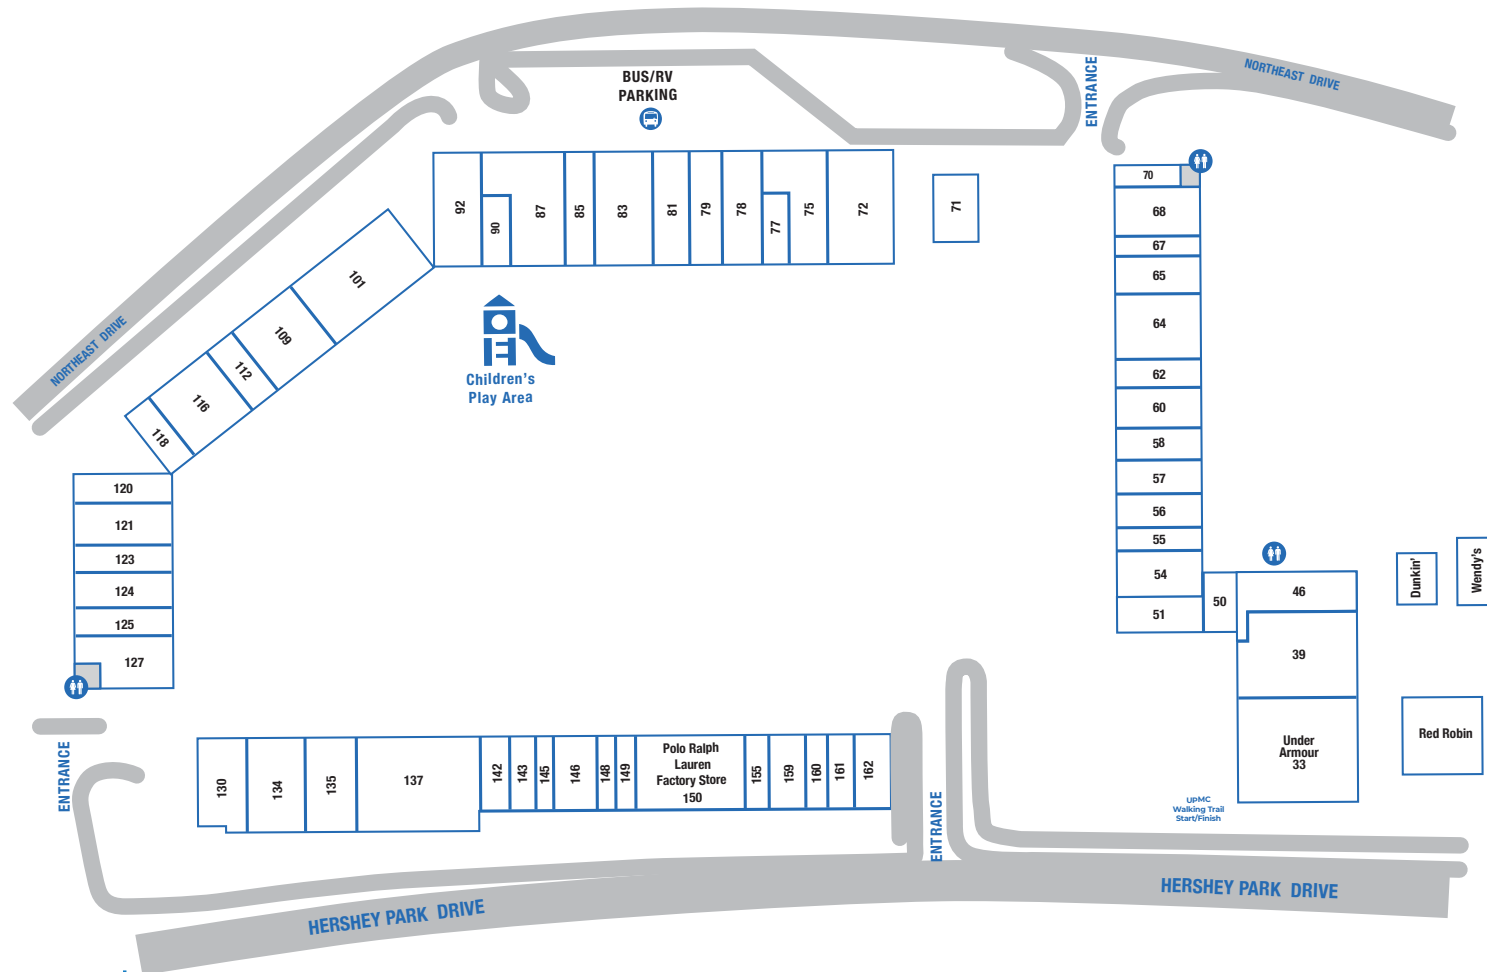 BUS/RV
PARKING
ENTRANCE
NORTHEAST DRIVE
NORTHEAST DRIVE
92
90
87
85
83
81
79
78
77
75
72
71
70
68
67
65
64
62
60
58
57
56
55
54
51
50
46
39
Under
Armour
33
Dunkin'
Wendy's
Red Robin
101
109
112
116
118
Children's
Play Area
120
121
123
124
125
127
ENTRANCE
130
134
135
137
142
143
145
146
148
149
Polo Ralph
Lauren
Factory Store
150
155
159
160
161
162
ENTRANCE
UPMC
Walking Trail
Start/Finish
HERSHEY PARK DRIVE
HERSHEY PARK DRIVE